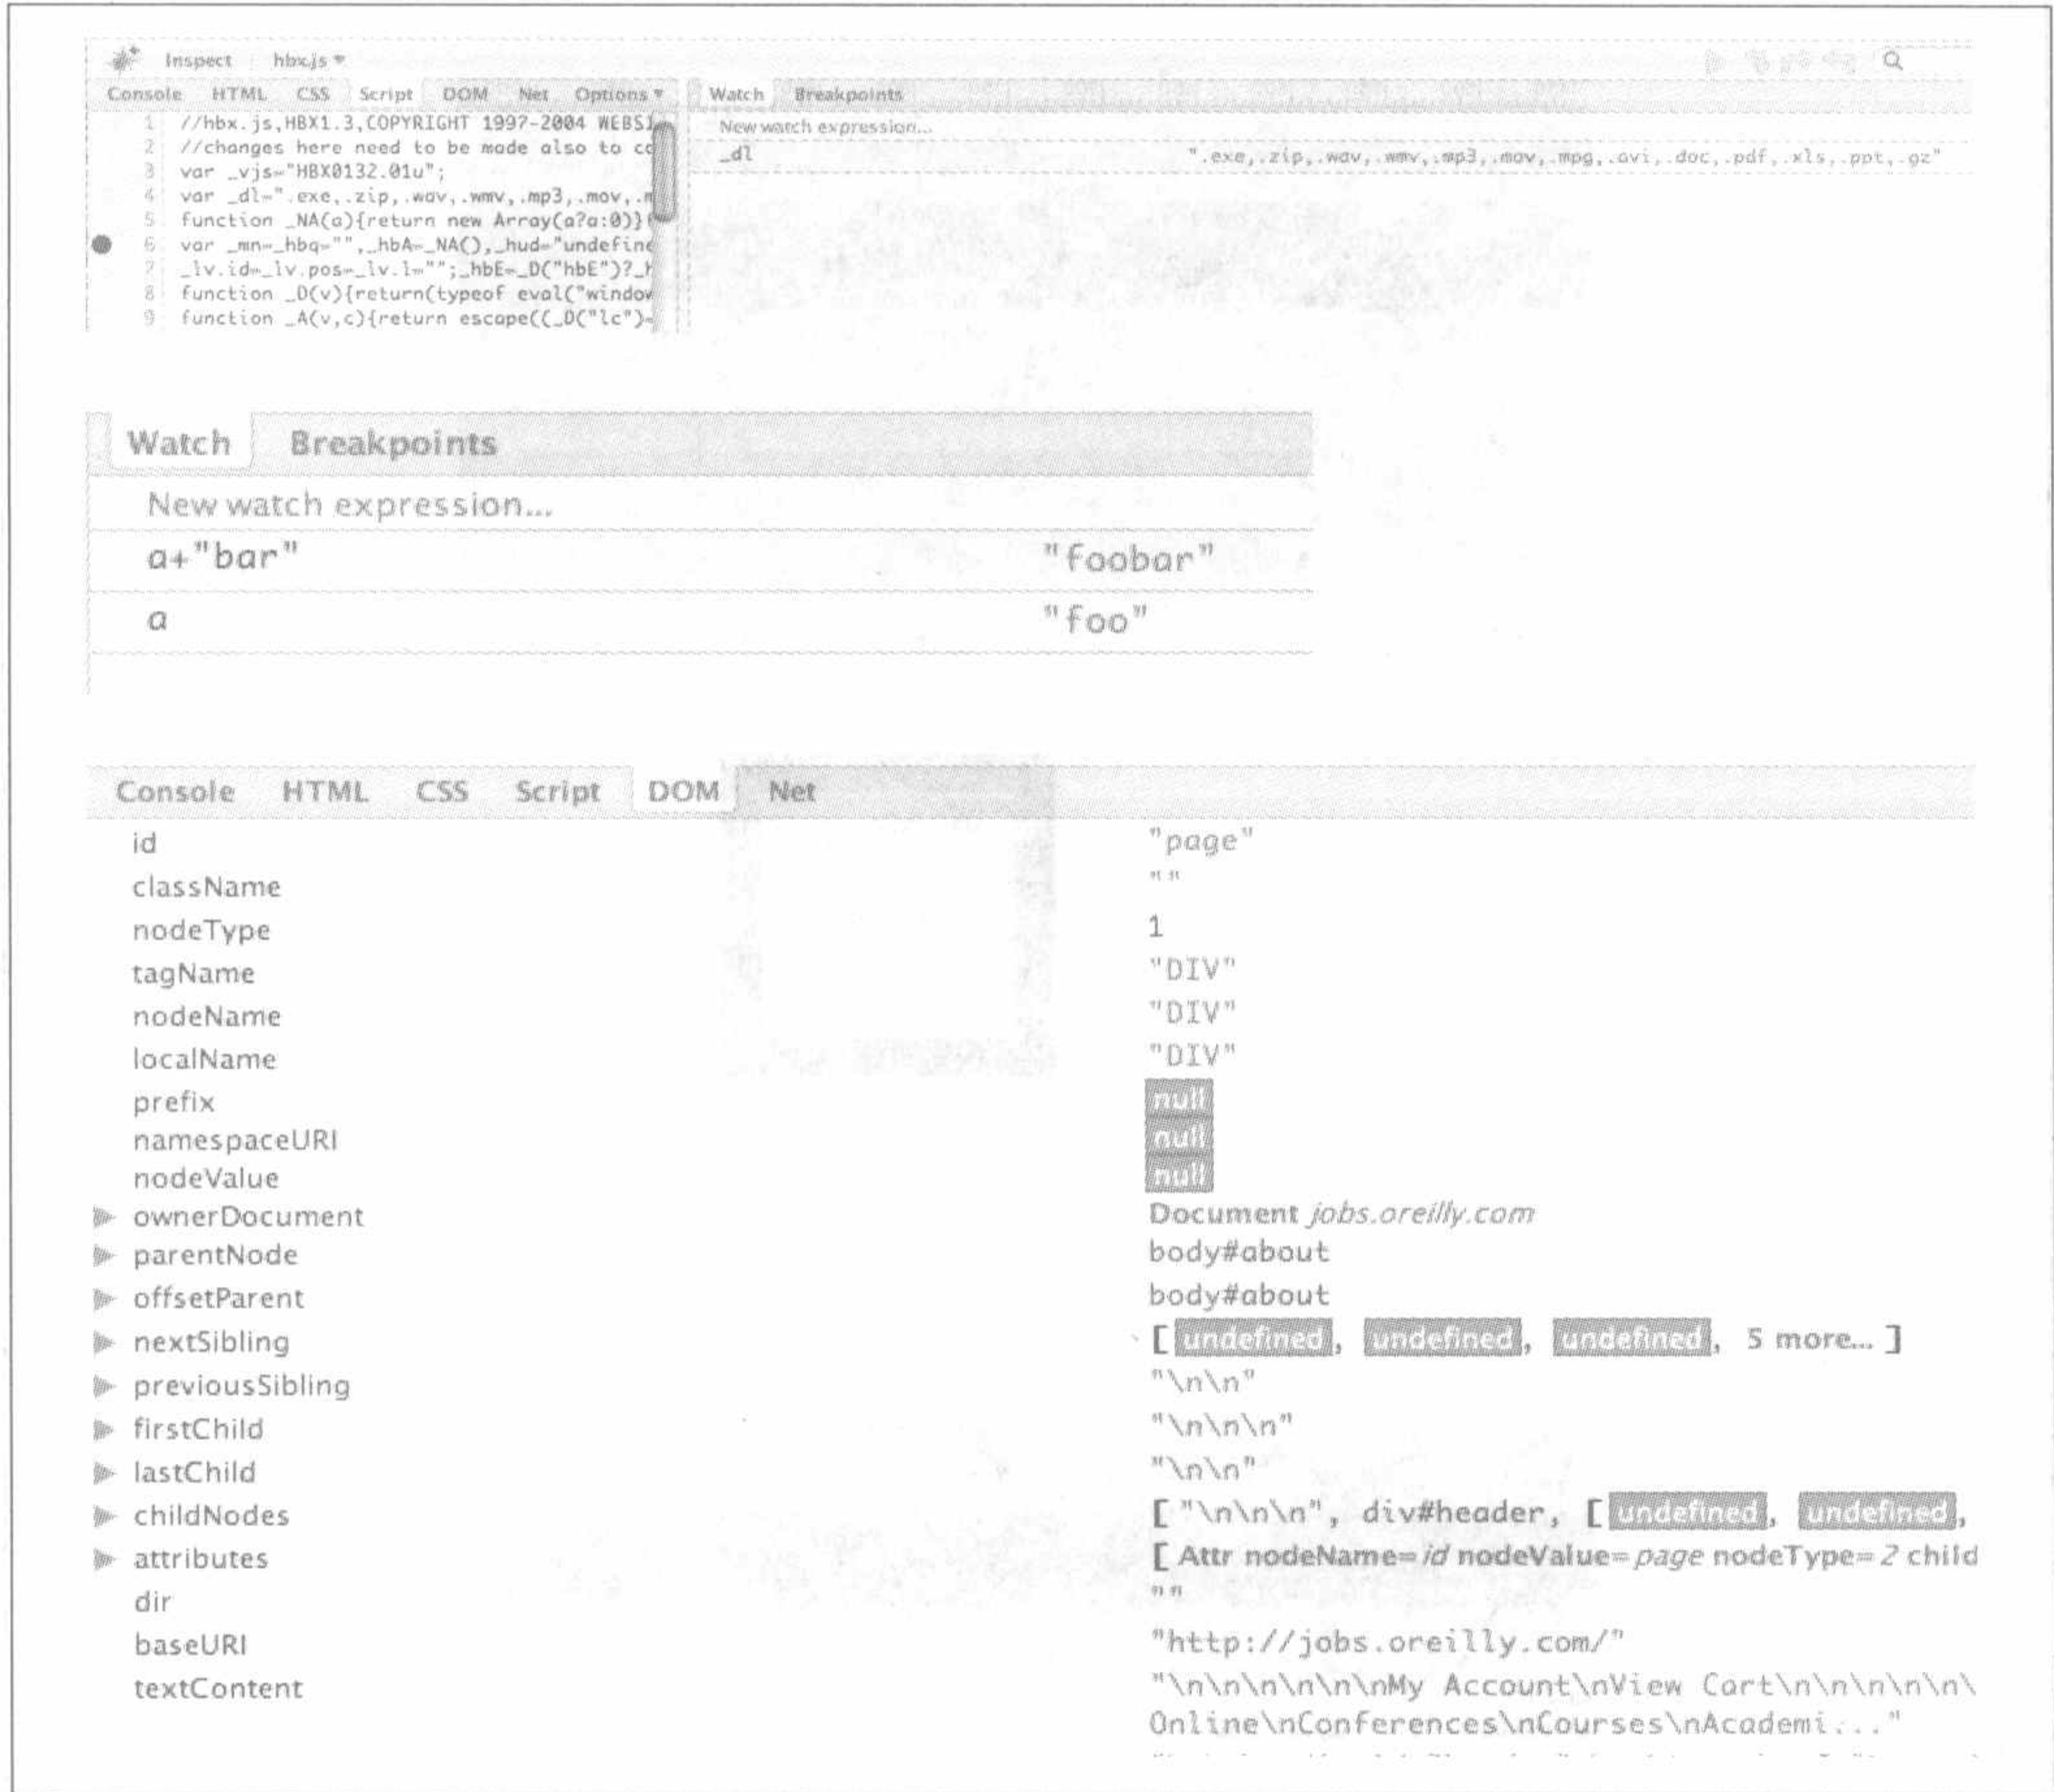 Inspect hbx.js
Console HTML CSS Script DOM Net Options Watch Breakpoints
1 //hbx.js,HBX1.3,COPYRIGHT 1997-2004 WEBSI
New watch expression...
2 //changes here need to be made also to co
_dl ".exe,.zip,.wav,.wmv,.mp3,.mov,.mpg,.avi,.doc,.pdf,.xls,.ppt,.gz"
3 var _vjs="HBX0132.01u";
4 var _dl=".exe,.zip,.wav,.wmv,.mp3,.mov,.m
5 function _NA(a){return new Array(a?a:0)}
6 var _mn=_hbq="",_hbA=_NA(),_hud="undefine
7 _lv.id=_lv.pos=_lv.l="";_hbE=_D("hbE")?_h
8 function _D(v){return(typeof eval("window
9 function _A(v,c){return escape((_D("lc")=
Watch Breakpoints
New watch expression...
a+"bar" "foobar"
a "foo"
Console HTML CSS Script DOM Net
id "page"
className ""
nodeType 1
tagName "DIV"
nodeName "DIV"
localName "DIV"
prefix null
namespaceURI null
nodeValue null
ownerDocument Document jobs.oreilly.com
parentNode body#about
offsetParent body#about
nextSibling [ undefined, undefined, undefined, 5 more... ]
previousSibling "\n\n"
firstChild "\n\n\n"
lastChild "\n\n"
childNodes [ "\n\n\n", div#header, [ undefined, undefined,
attributes [ Attr nodeName=id nodeValue=page nodeType=2 child
dir ""
baseURI "http://jobs.oreilly.com/"
textContent "\n\n\n\n\n\nMy Account\nView Cart\n\n\n\n\n\
Online\nConferences\nCourses\nAcademi..."